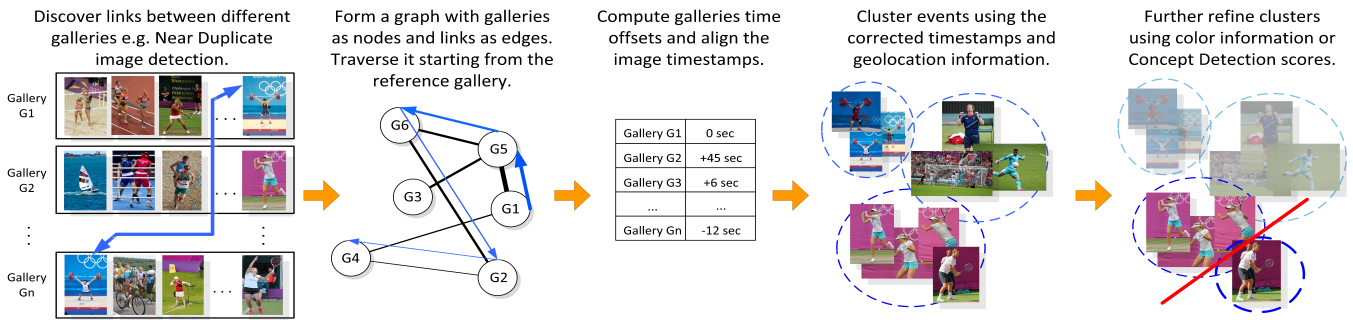 Discover links between different
galleries e.g. Near Duplicate
image detection.
Gallery
G1
. . .
Gallery
G2
. . .
Gallery
Gn
. . .
Form a graph with galleries
as nodes and links as edges.
Traverse it starting from the
reference gallery.
G6
G5
G3
G1
G4
G2
Compute galleries time
offsets and align the
image timestamps.
Gallery G1 0 sec
Gallery G2 +45 sec
Gallery G3 +6 sec
... ...
Gallery Gn -12 sec
Cluster events using the
corrected timestamps and
geolocation information.
Further refine clusters
using color information or
Concept Detection scores.